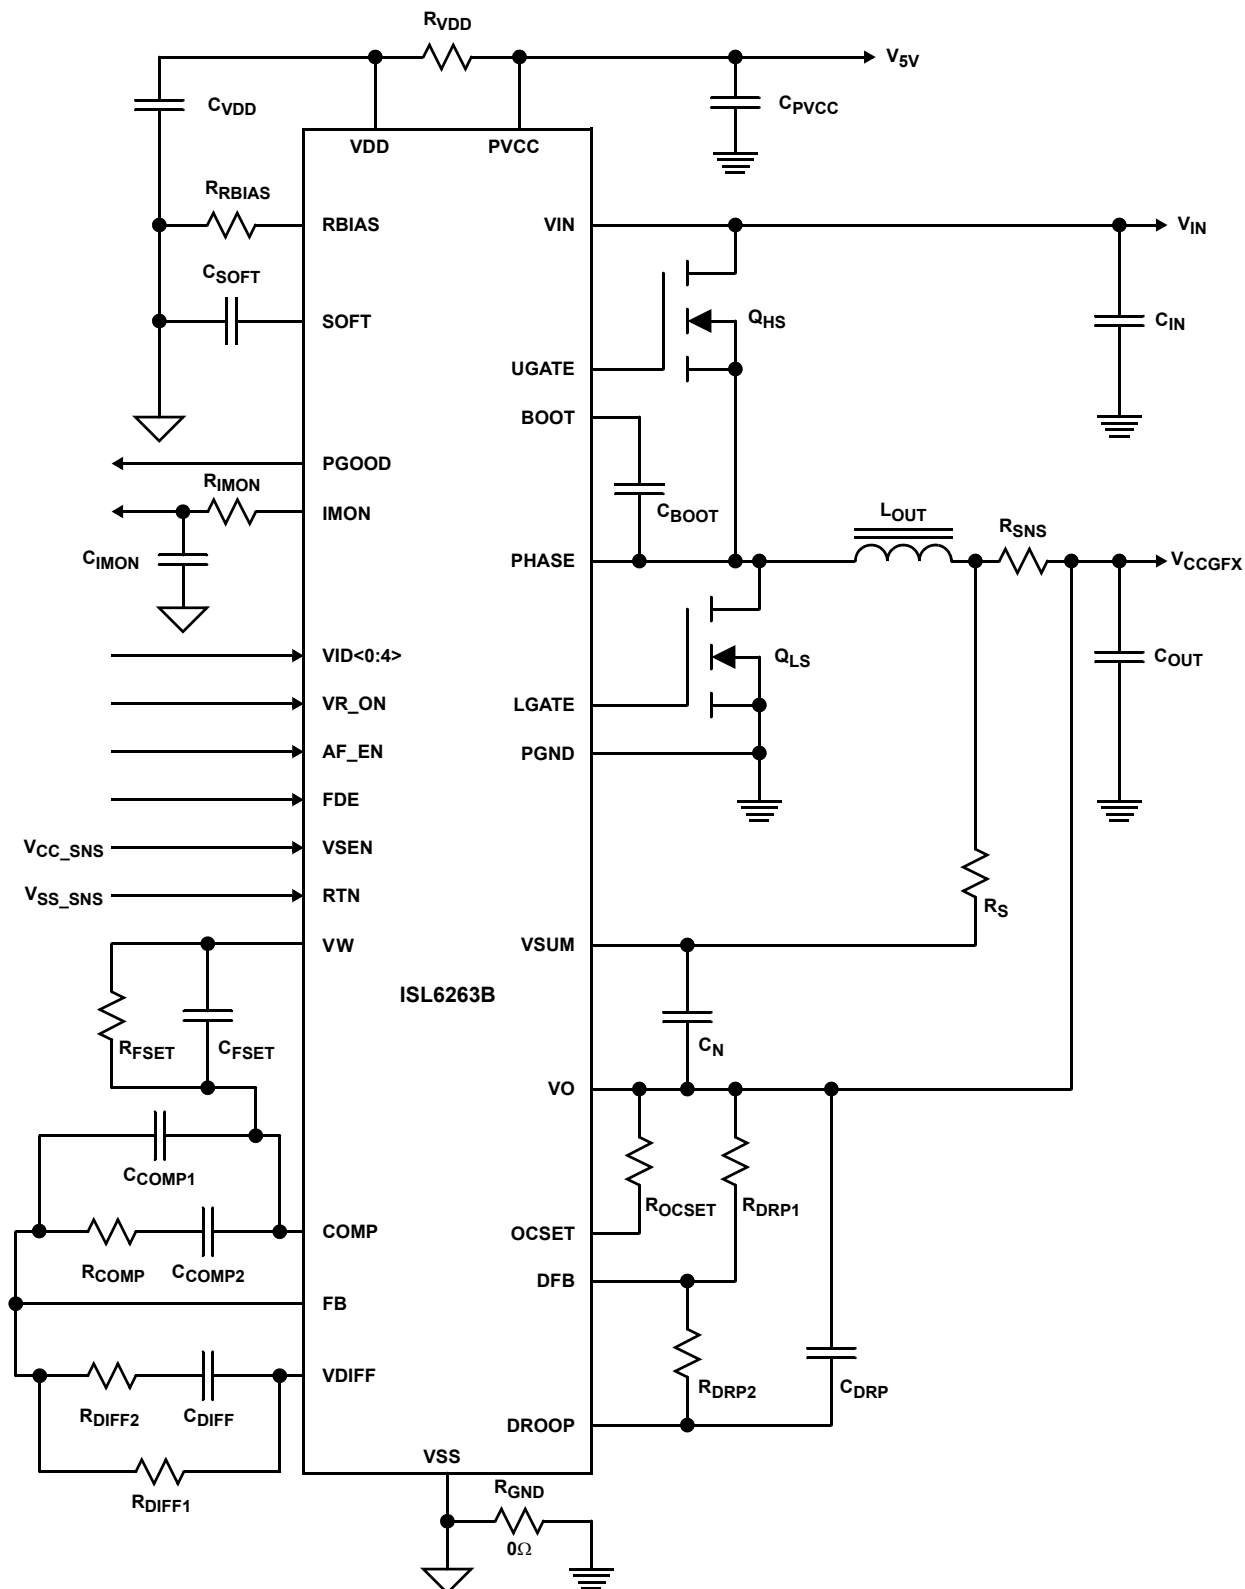 RVDD
V5V
CVDD
CPVCC
VDD
PVCC
RRBIAS
RBIAS
VIN
VIN
CSOFT
SOFT
QHS
CIN
UGATE
BOOT
PGOOD
RIMON
IMON
CBOOT
LOUT
RSNS
CIMON
PHASE
VCCGFX
VID<0:4>
QLS
COUT
VR_ON
LGATE
AF_EN
PGND
FDE
VCC_SNS
VSEN
VSS_SNS
RTN
RS
VW
VSUM
ISL6263B
RFSET
CFSET
CN
VO
CCOMP1
ROCSET
RDRP1
COMP
OCSET
RCOMP
CCOMP2
DFB
FB
VDIFF
RDRP2
CDRP
RDIFF2
CDIFF
DROOP
VSS
RDIFF1
RGND
0Ω